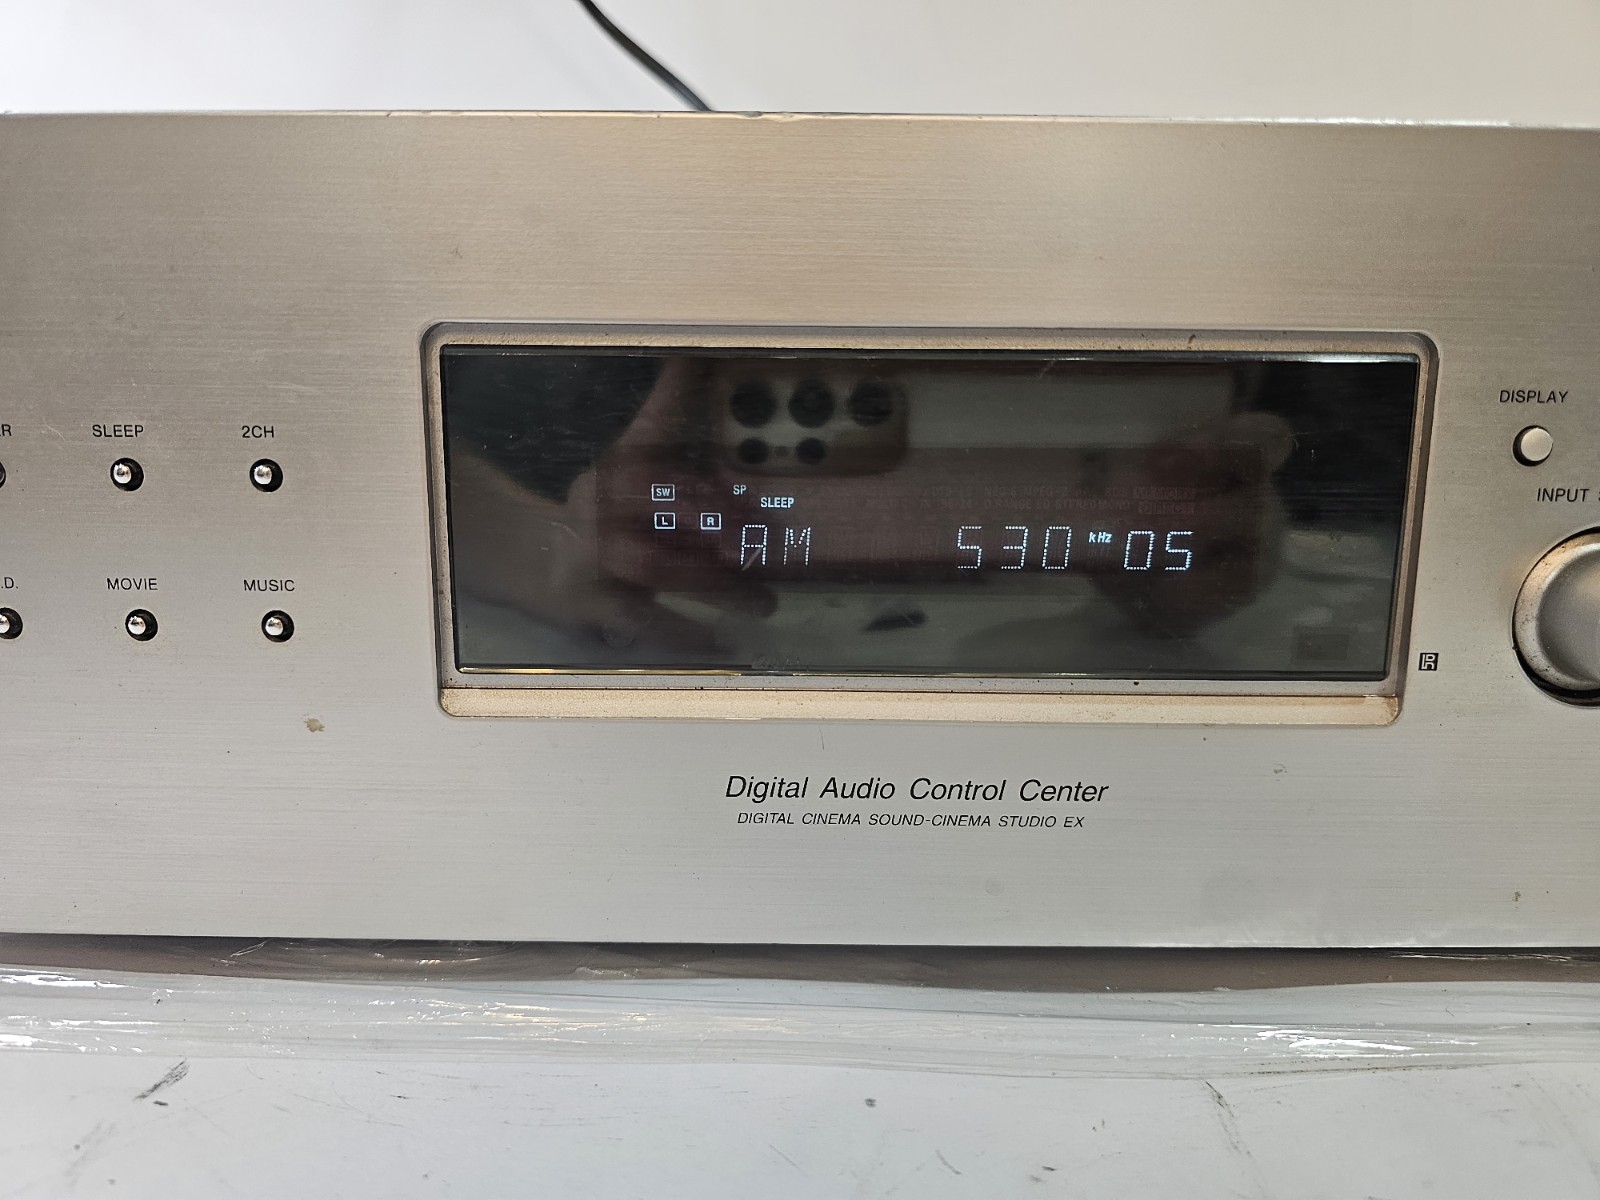 SLEEP
2CH
DISPLAY
INPUT
SW
SP
SLEEP
L
R
AM 530 kHz 05
.D.
MOVIE
MUSIC
Digital Audio Control Center
DIGITAL CINEMA SOUND-CINEMA STUDIO EX